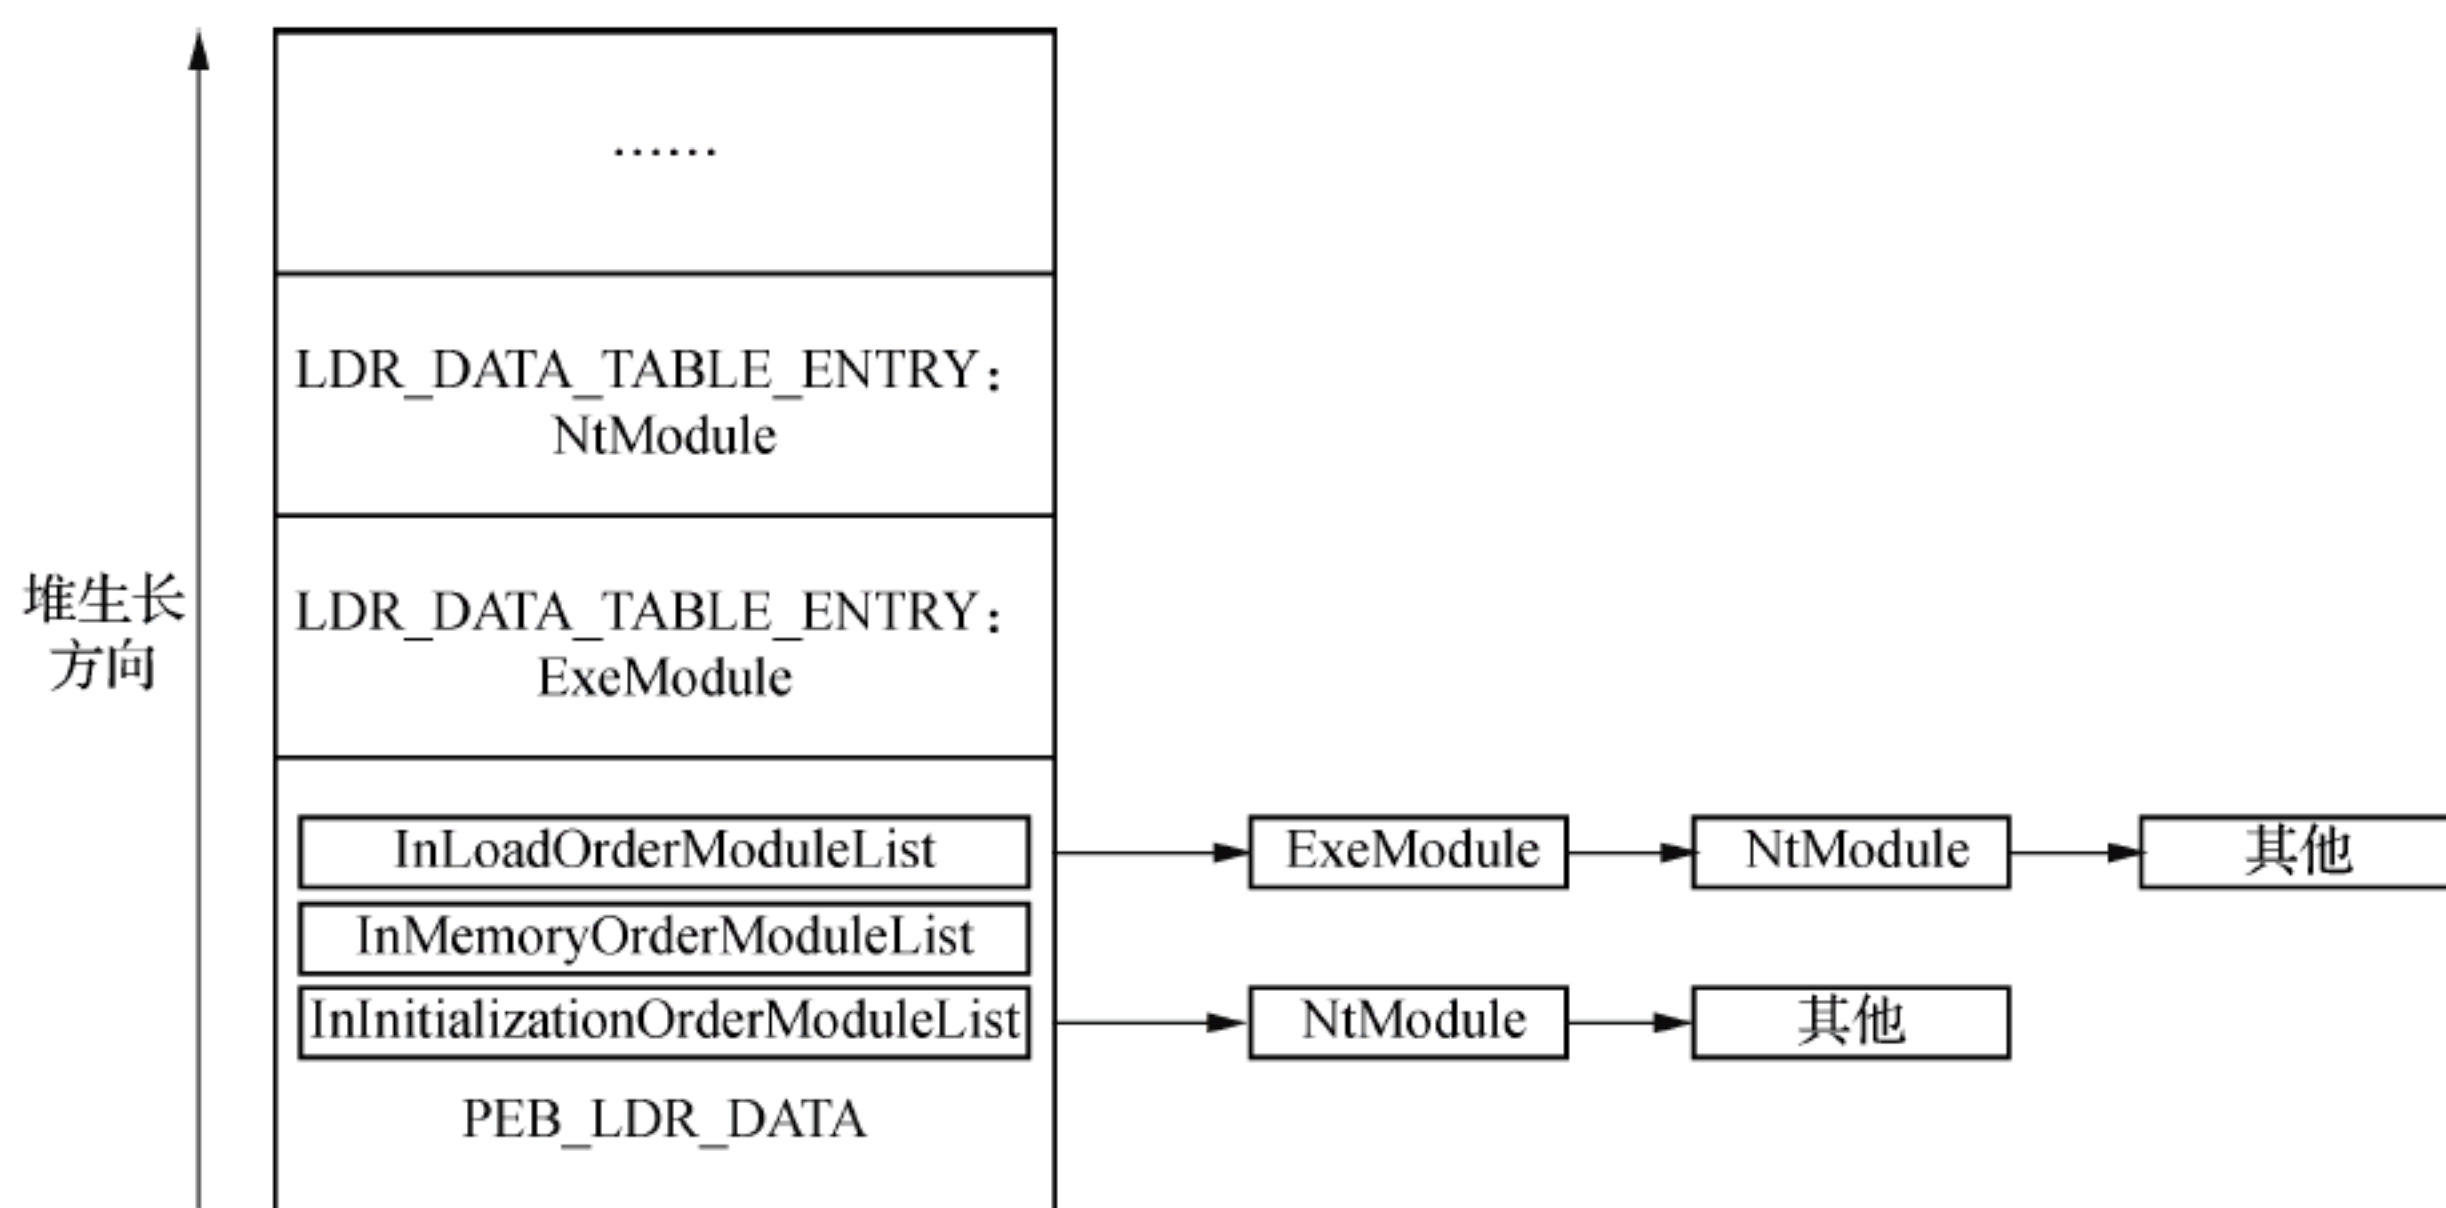 ……
LDR_DATA_TABLE_ENTRY：
NtModule
堆生长
方向
LDR_DATA_TABLE_ENTRY：
ExeModule
InLoadOrderModuleList
ExeModule
NtModule
其他
InMemoryOrderModuleList
InInitializationOrderModuleList
NtModule
其他
PEB_LDR_DATA